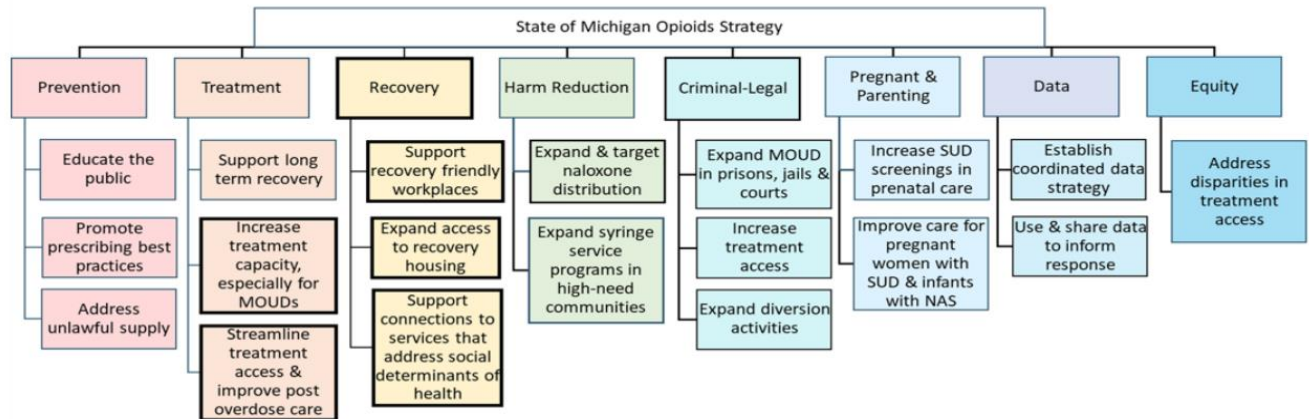 State of Michigan Opioids Strategy
Prevention
Educate the
public
Promote
prescribing best
practices
Address
unlawful supply
Treatment
Support long
term recovery
Increase
treatment
capacity,
especially for
MOUDs
Streamline
treatment
access &
improve post
overdose care
Recovery
Support
recovery friendly
workplaces
Expand access
to recovery
housing
Support
connections to
services that
address social
determinants of
health
Harm Reduction
Expand & target
naloxone
distribution
Expand syringe
service
programs in
high-need
communities
Criminal-Legal
Expand MOUD
in prisons, jails &
courts
Increase
treatment
access
Expand diversion
activities
Pregnant &
Parenting
Increase SUD
screenings in
prenatal care
Improve care for
pregnant
women with
SUD & infants
with NAS
Data
Establish
coordinated data
strategy
Use & share data
to inform
response
Equity
Address
disparities in
treatment
access